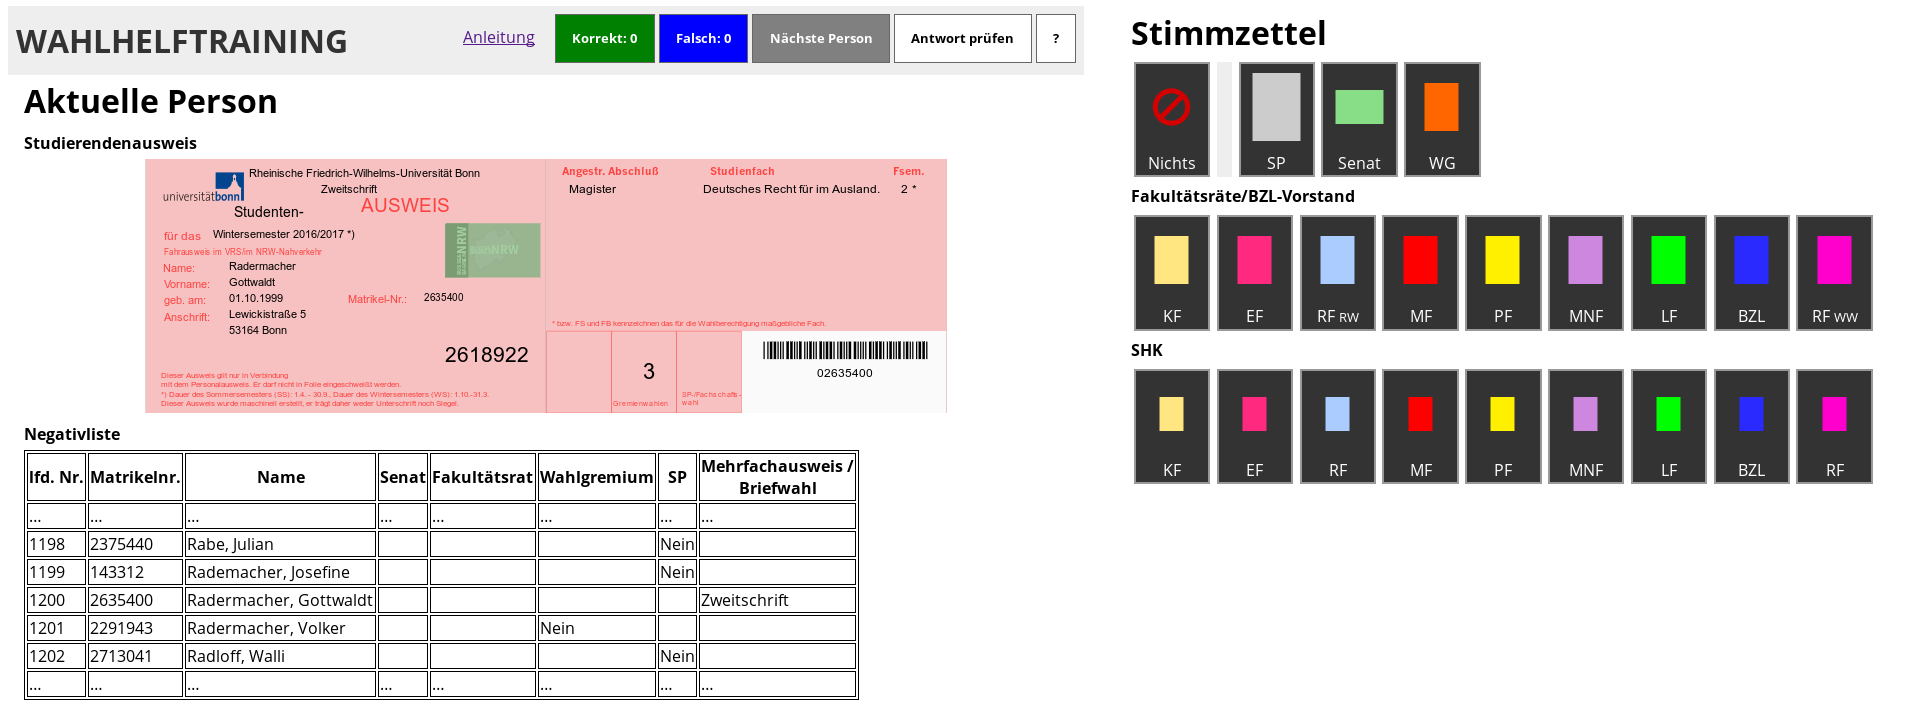 WAHLHELFTRAINING
Anleitung
Korrekt: 0
Falsch: 0
Nächste Person
Antwort prüfen
?
Aktuelle Person
Studierendenausweis
Rheinische Friedrich-Wilhelms-Universität Bonn
Zweitschrift
universitätbonn
Studenten-
AUSWEIS
für das Wintersemester 2016/2017 *)
Fahrausweis im VRS/im NRW-Nahverkehr
Name: Radermacher
Vorname: Gottwaldt
geb. am: 01.10.1999 Matrikel-Nr.: 2635400
Anschrift: Lewickistraße 5
53164 Bonn
2618922
Dieser Ausweis gilt nur in Verbindung
mit dem Personalausweis. Er darf nicht in Folie eingeschweißt werden.
*) Dauer des Sommersemesters (SS): 1.4. - 30.9., Dauer des Wintersemesters (WS): 1.10.-31.3.
Dieser Ausweis wurde maschinell erstellt, er trägt daher weder Unterschrift noch Siegel.
NRW
NRW
Angestr. Abschluß Studienfach Fsem.
Magister Deutsches Recht für im Ausland. 2 *
* bzw. FS und FB kennzeichnen das für die Wahlberechtigung maßgebliche Fach.
3
Gremienwahlen
SP-/Fachschafts-
wahl
02635400
Negativliste
lfd. Nr. Matrikelnr. Name Senat Fakultätsrat Wahlgremium SP Mehrfachausweis /
Briefwahl
... ... ... ... ... ... ... ...
1198 2375440 Rabe, Julian Nein
1199 143312 Rademacher, Josefine Nein
1200 2635400 Radermacher, Gottwaldt Zweitschrift
1201 2291943 Radermacher, Volker Nein
1202 2713041 Radloff, Walli Nein
... ... ... ... ... ... ... ...
Stimmzettel
Nichts SP Senat WG
Fakultätsräte/BZL-Vorstand
KF EF RF RW MF PF MNF LF BZL RF WW
SHK
KF EF RF MF PF MNF LF BZL RF